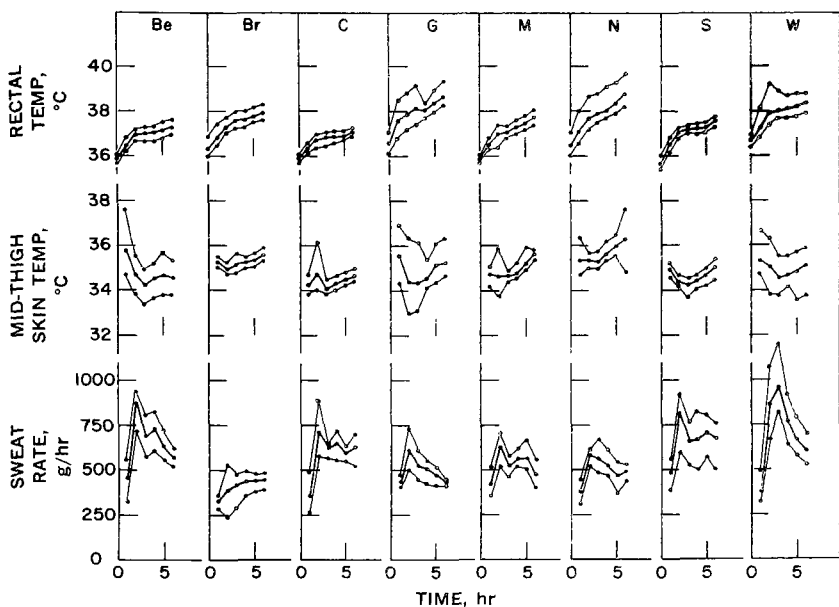 Be Br C G M N S W
RECTAL
TEMP,
°C
40
38
36
MID-THIGH
SKIN TEMP,
°C
38
36
34
32
SWEAT
RATE,
g/hr
1000
750
500
250
0
0 5 0 5 0 5 0 5 0 5 0 5 0 5 0 5
TIME, hr